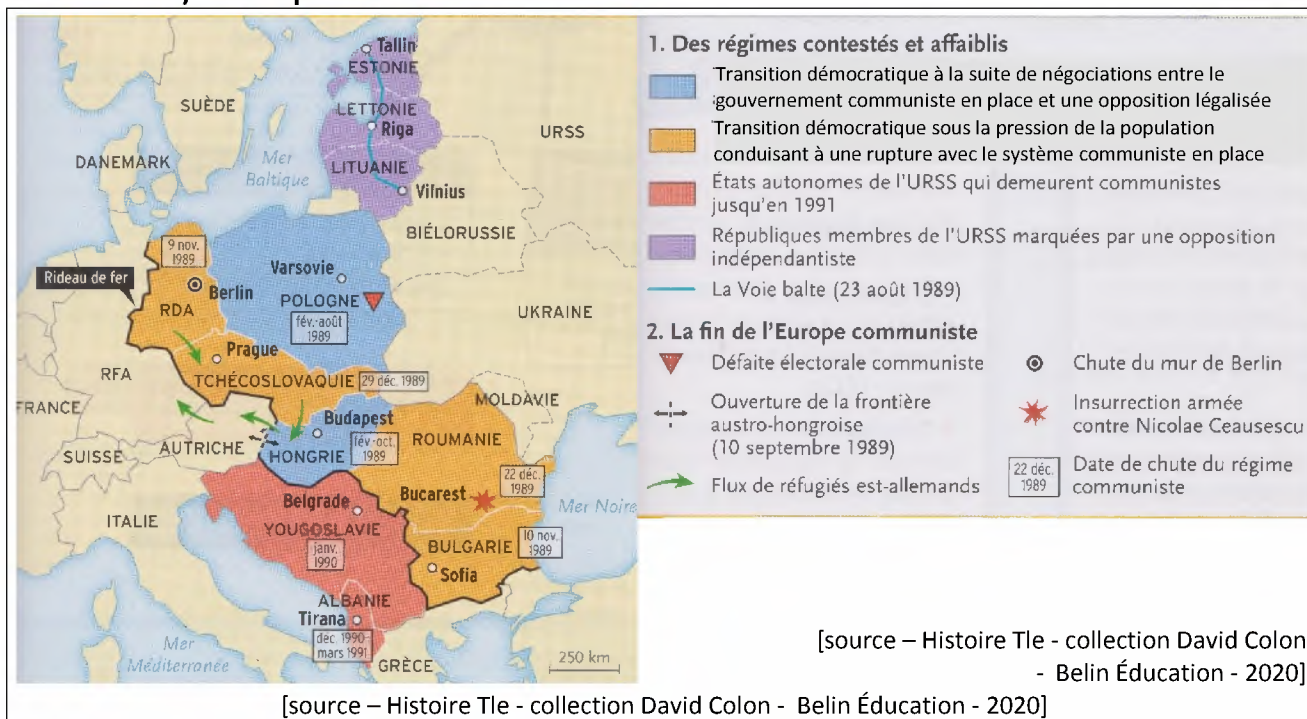 Tallin
ESTONIE
SUÈDE
LETTONIE
Riga
URSS
DANEMARK
Mer
Baltique
LITUANIE
Vilnius
BIÉLORUSSIE
9 nov.
1989
Rideau de fer
Varsovie
Berlin
POLOGNE
RDA
fév.-août
1989
UKRAINE
Prague
RFA
TCHÉCOSLOVAQUIE
29 déc. 1989
FRANCE
MOLDAVIE
Budapest
AUTRICHE
fév.-oct.
1989
ROUMANIE
SUISSE
HONGRIE
22 déc.
1989
Belgrade
Bucarest
Mer Noire
ITALIE
YOUGOSLAVIE
janv.
1990
BULGARIE
10 nov.
1989
Sofia
ALBANIE
Tirana
déc. 1990-
mars 1991
Mer
Méditerranée
GRÈCE
250 km
1. Des régimes contestés et affaiblis
Transition démocratique à la suite de négociations entre le
gouvernement communiste en place et une opposition légalisée
Transition démocratique sous la pression de la population
conduisant à une rupture avec le système communiste en place
États autonomes de l'URSS qui demeurent communistes
jusqu'en 1991
Républiques membres de l'URSS marquées par une opposition
indépendantiste
La Voie balte (23 août 1989)
2. La fin de l'Europe communiste
Défaite électorale communiste
Ouverture de la frontière
austro-hongroise
(10 septembre 1989)
Flux de réfugiés est-allemands
Chute du mur de Berlin
Insurrection armée
contre Nicolae Ceausescu
22 déc.
1989
Date de chute du régime
communiste
[source – Histoire Tle - collection David Colon
- Belin Éducation - 2020]
[source – Histoire Tle - collection David Colon - Belin Éducation - 2020]